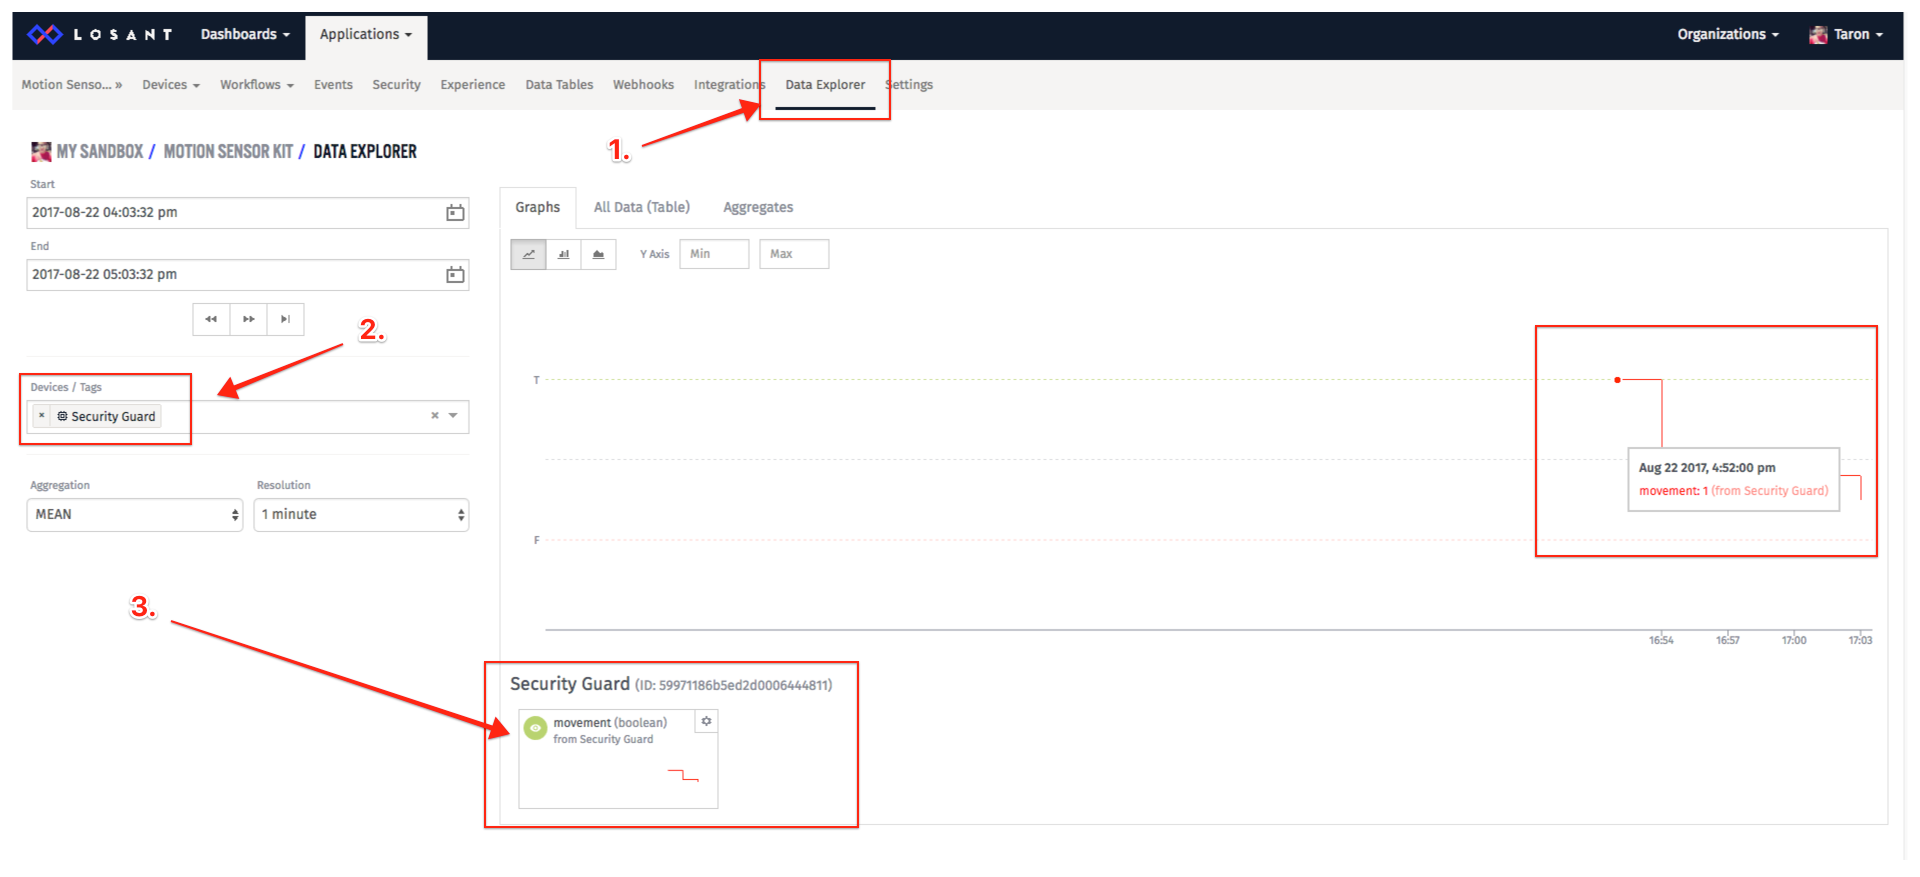 LOSANT Dashboards Applications Organizations Taron
Motion Senso... » Devices Workflows Events Security Experience Data Tables Webhooks Integrations Data Explorer Settings
1.
MY SANDBOX / MOTION SENSOR KIT / DATA EXPLORER
Start
2017-08-22 04:03:32 pm
End
2017-08-22 05:03:32 pm
2.
Devices / Tags
× Security Guard ×
Aggregation Resolution
MEAN 1 minute
3.
Graphs All Data (Table) Aggregates
Y Axis Min Max
T
Aug 22 2017, 4:52:00 pm
movement: 1 (from Security Guard)
F
16:54 16:57 17:00 17:03
Security Guard (ID: 59971186b5ed2d0006444811)
movement (boolean)
from Security Guard